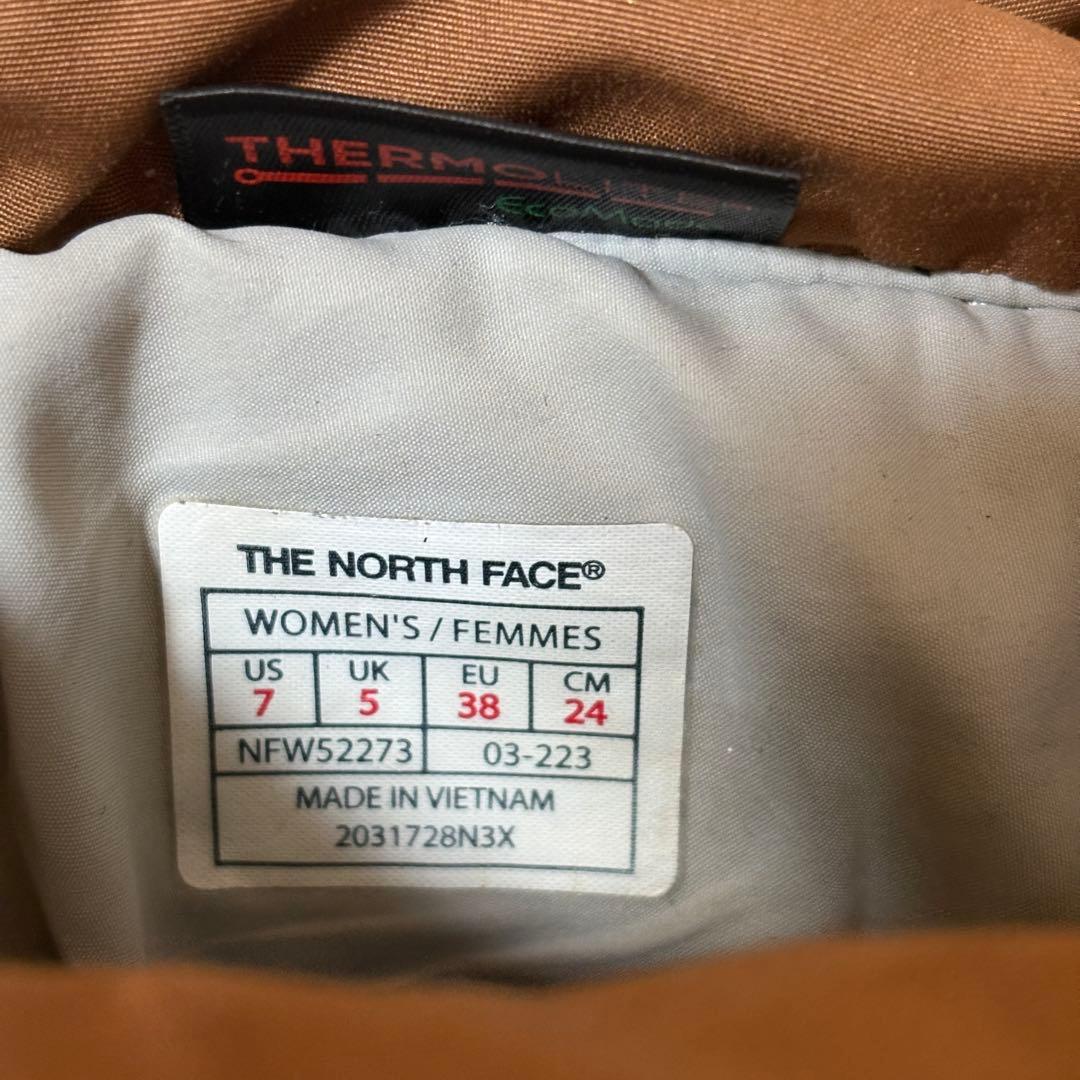 THERMOLITE
EcoMade
THE NORTH FACE®
WOMEN'S / FEMMES
US UK EU CM
7 5 38 24
NFW52273 03-223
MADE IN VIETNAM
2031728N3X